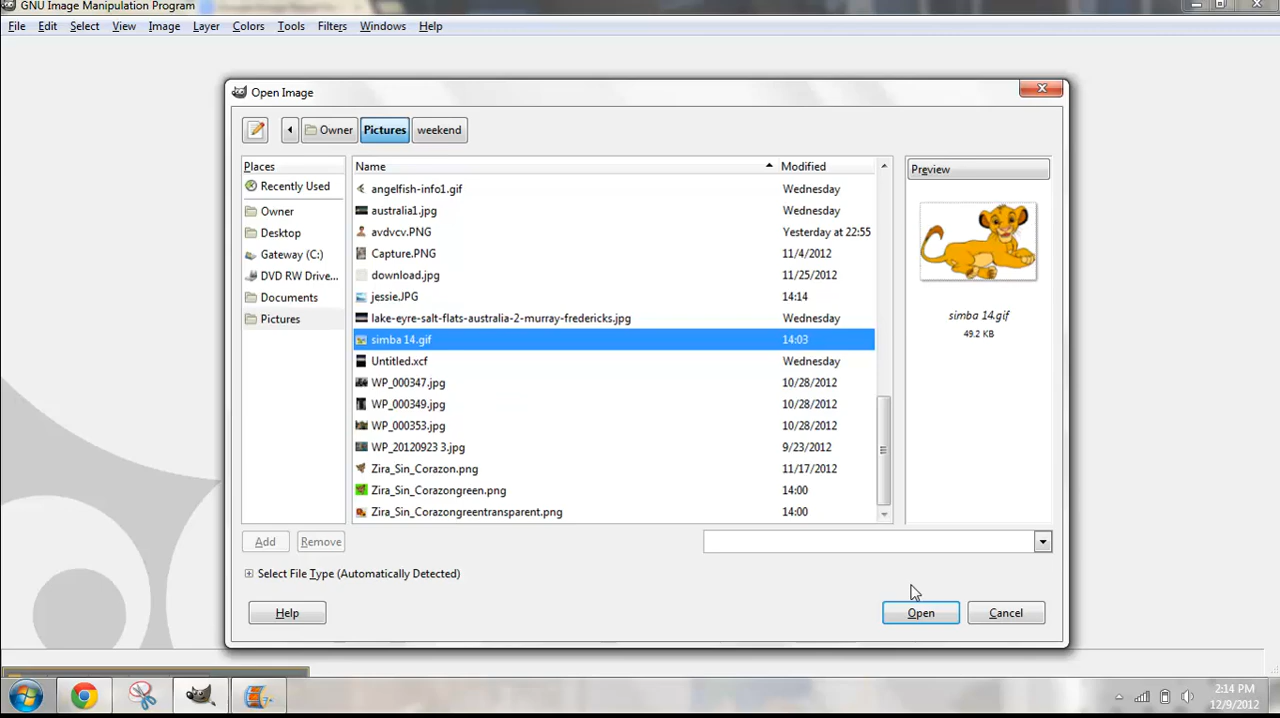 GNU Image Manipulation Program
File Edit Select View Image Layer Colors Tools Filters Windows Help
Open Image
Owner Pictures weekend
Places
Recently Used
Owner
Desktop
Gateway (C:)
DVD RW Drive...
Documents
Pictures
Name Modified
angelfish-info1.gif Wednesday
australia1.jpg Wednesday
avdvcv.PNG Yesterday at 22:55
Capture.PNG 11/4/2012
download.jpg 11/25/2012
jessie.JPG 14:14
lake-eyre-salt-flats-australia-2-murray-fredericks.jpg Wednesday
simba 14.gif 14:03
Untitled.xcf Wednesday
WP_000347.jpg 10/28/2012
WP_000349.jpg 10/28/2012
WP_000353.jpg 10/28/2012
WP_20120923 3.jpg 9/23/2012
Zira_Sin_Corazon.png 11/17/2012
Zira_Sin_Corazongreen.png 14:00
Zira_Sin_Corazongreentransparent.png 14:00
Preview
simba 14.gif
49.2 KB
Add Remove
Select File Type (Automatically Detected)
Help Open Cancel
2:14 PM
12/9/2012